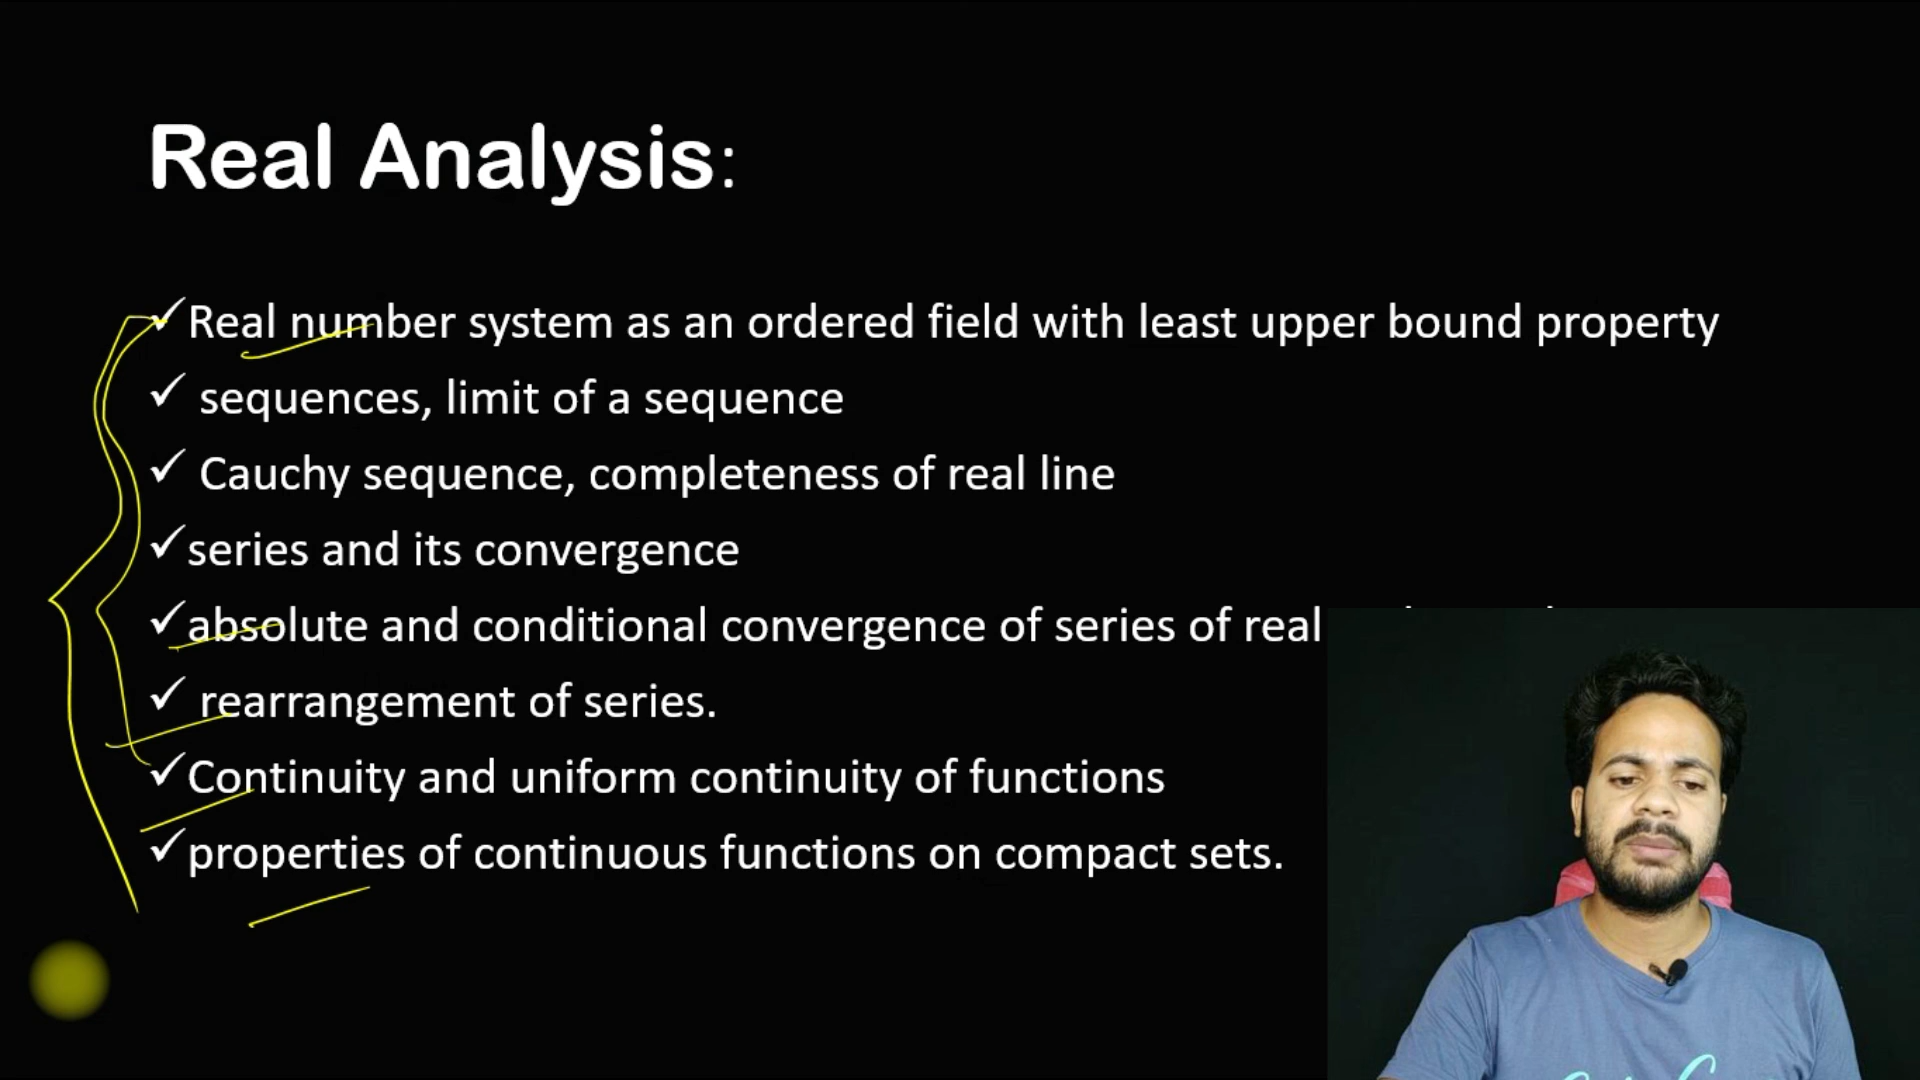 Real Analysis:
✓Real number system as an ordered field with least upper bound property
✓ sequences, limit of a sequence
✓ Cauchy sequence, completeness of real line
✓series and its convergence
✓absolute and conditional convergence of series of real
✓ rearrangement of series.
✓Continuity and uniform continuity of functions
✓properties of continuous functions on compact sets.